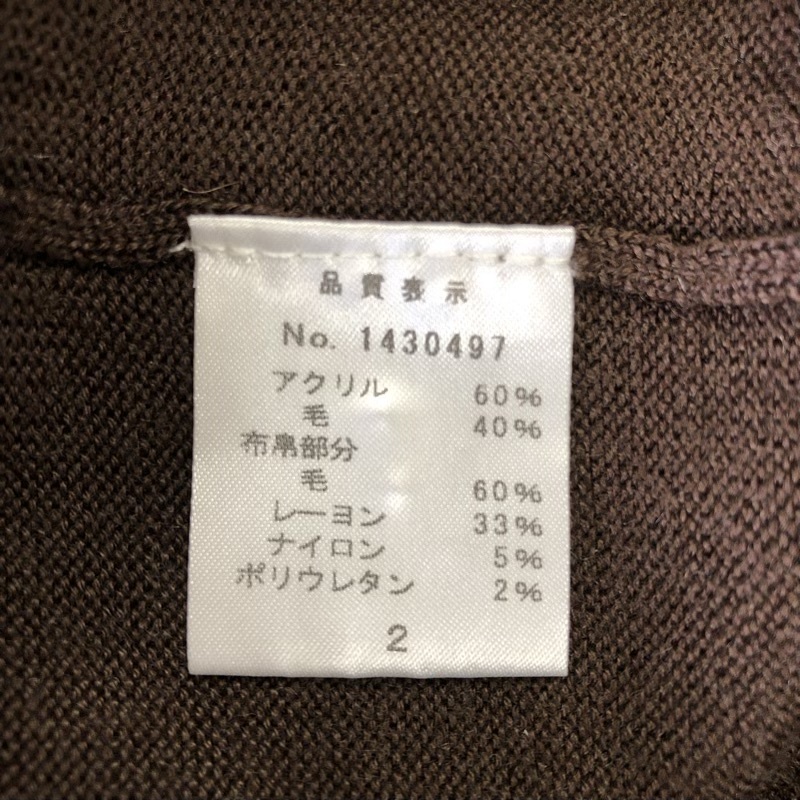 品質表示
No. 1430497
アクリル 60%
毛 40%
布帛部分
毛 60%
レーヨン 33%
ナイロン 5%
ポリウレタン 2%
2